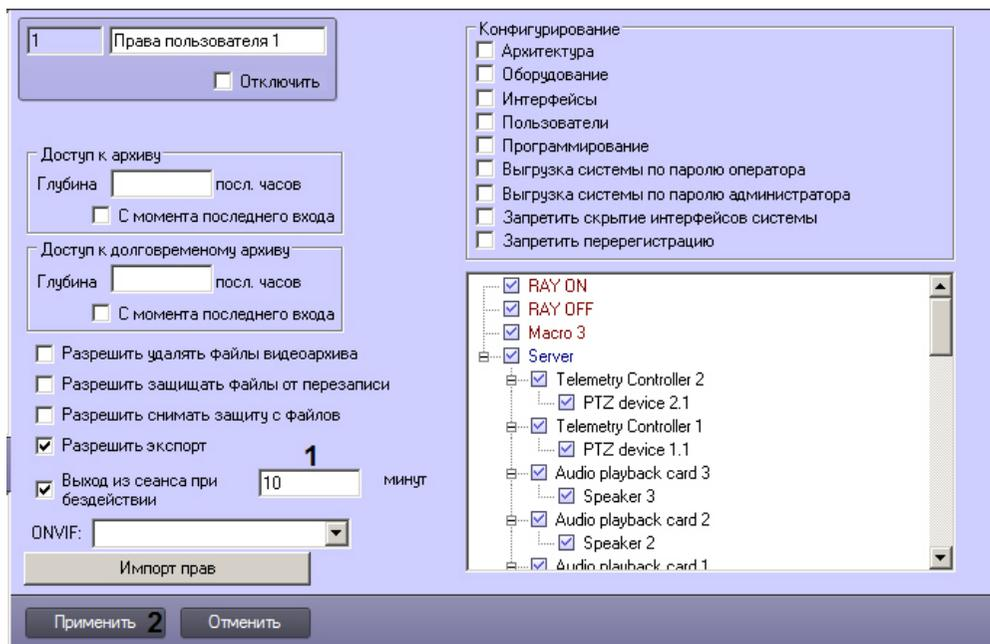 1 Права пользователя 1
Отключить
Доступ к архиву
Глубина посл. часов
С момента последнего входа
Доступ к долговременому архиву
Глубина посл. часов
С момента последнего входа
Разрешить удалять файлы видеоархива
Разрешить защищать файлы от перезаписи
Разрешить снимать защиту с файлов
Разрешить экспорт
1
Выход из сеанса при
бездействии
10 минут
ONVIF:
Импорт прав
Конфигурирование
Архитектура
Оборудование
Интерфейсы
Пользователи
Программирование
Выгрузка системы по паролю оператора
Выгрузка системы по паролю администратора
Запретить скрытие интерфейсов системы
Запретить перерегистрацию
RAY ON
RAY OFF
Macro 3
Server
Telemetry Controller 2
PTZ device 2.1
Telemetry Controller 1
PTZ device 1.1
Audio playback card 3
Speaker 3
Audio playback card 2
Speaker 2
Audio playback card 1
Применить 2 Отменить